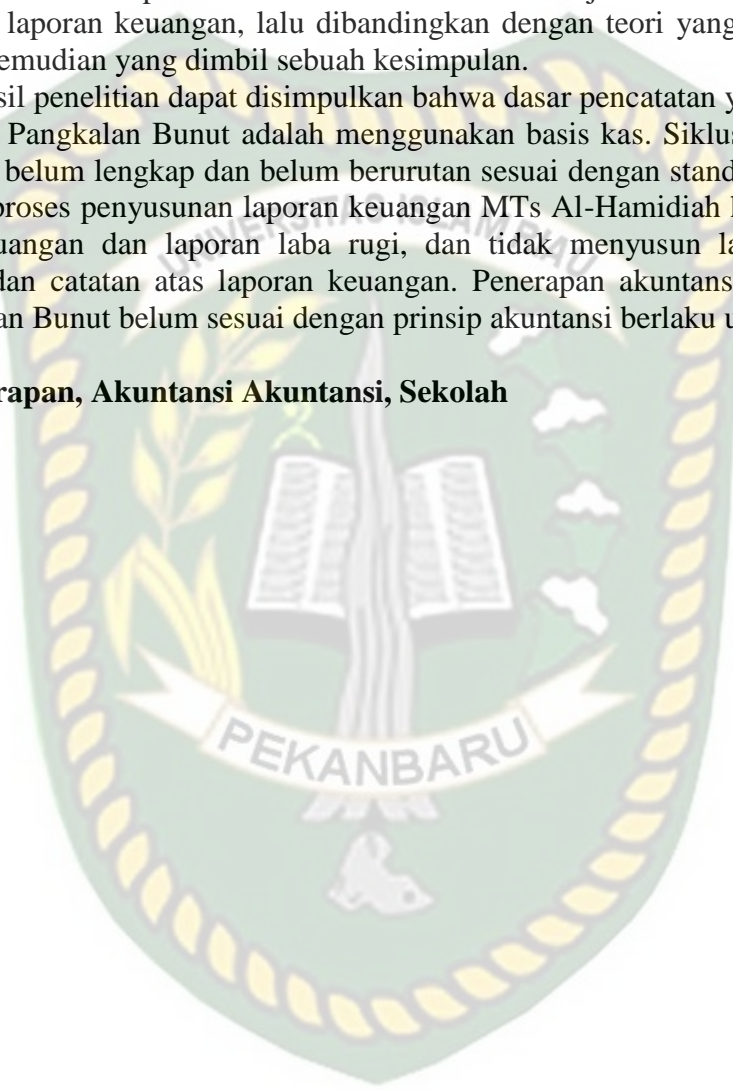 laporan keuangan, lalu dibandingkan dengan teori yang
emudian yang dimbil sebuah kesimpulan.
sil penelitian dapat disimpulkan bahwa dasar pencatatan y
Pangkalan Bunut adalah menggunakan basis kas. Siklus
belum lengkap dan belum berurutan sesuai dengan stand
proses penyusunan laporan keuangan MTs Al-Hamidiah
uangan dan laporan laba rugi, dan tidak menyusun la
dan catatan atas laporan keuangan. Penerapan akuntans
an Bunut belum sesuai dengan prinsip akuntansi berlaku u
rapan, Akuntansi Akuntansi, Sekolah
UNIVERSITAS ISLAM RIAU
PEKANBARU